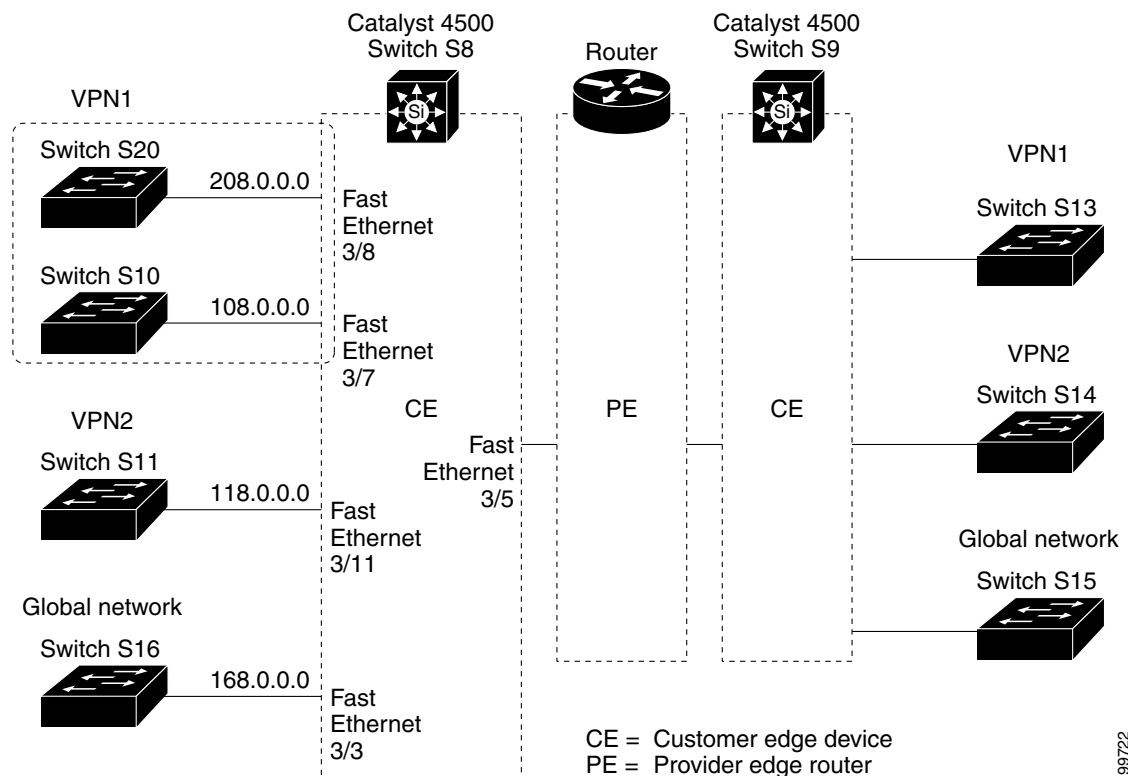 Catalyst 4500
Switch S8
Router
Catalyst 4500
Switch S9
Si
Si
VPN1
Switch S20
208.0.0.0
Fast
Ethernet
3/8
Switch S10
108.0.0.0
Fast
Ethernet
3/7
VPN2
Switch S11
118.0.0.0
Fast
Ethernet
3/11
Global network
Switch S16
168.0.0.0
Fast
Ethernet
3/3
CE
Fast
Ethernet
3/5
PE
CE
VPN1
Switch S13
VPN2
Switch S14
Global network
Switch S15
CE = Customer edge device
PE = Provider edge router
99722